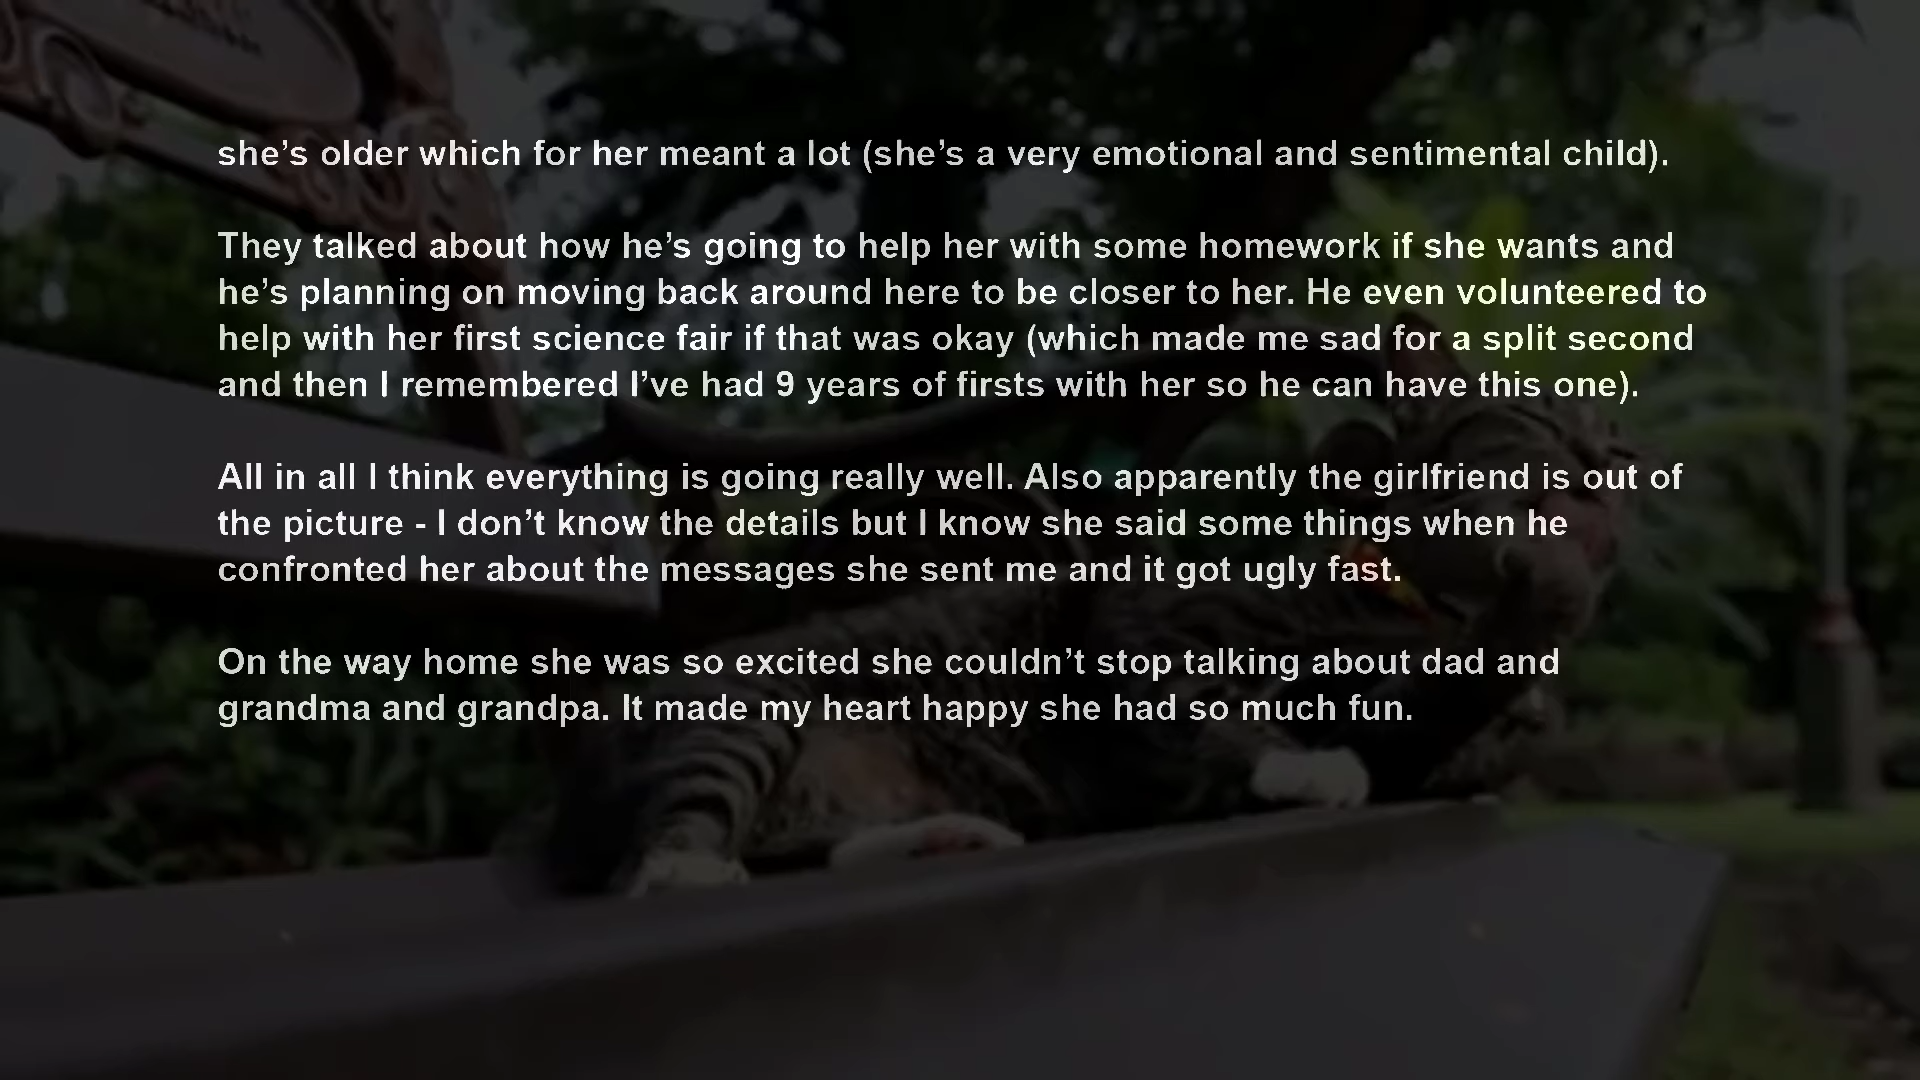 she’s older which for her meant a lot (she’s a very emotional and sentimental child).
They talked about how he’s going to help her with some homework if she wants and
he’s planning on moving back around here to be closer to her. He even volunteered to
help with her first science fair if that was okay (which made me sad for a split second
and then I remembered I’ve had 9 years of firsts with her so he can have this one).
All in all I think everything is going really well. Also apparently the girlfriend is out of
the picture - I don’t know the details but I know she said some things when he
confronted her about the messages she sent me and it got ugly fast.
On the way home she was so excited she couldn’t stop talking about dad and
grandma and grandpa. It made my heart happy she had so much fun.